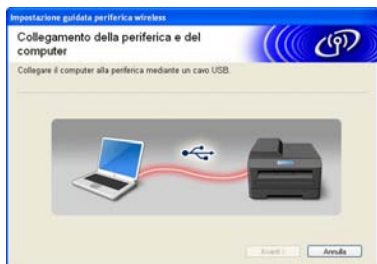 Impostazione guidata periferica wireless
Collegamento della periferica e del
computer
Collegare il computer alla periferica mediante un cavo USB.
Avanti >
Annulla